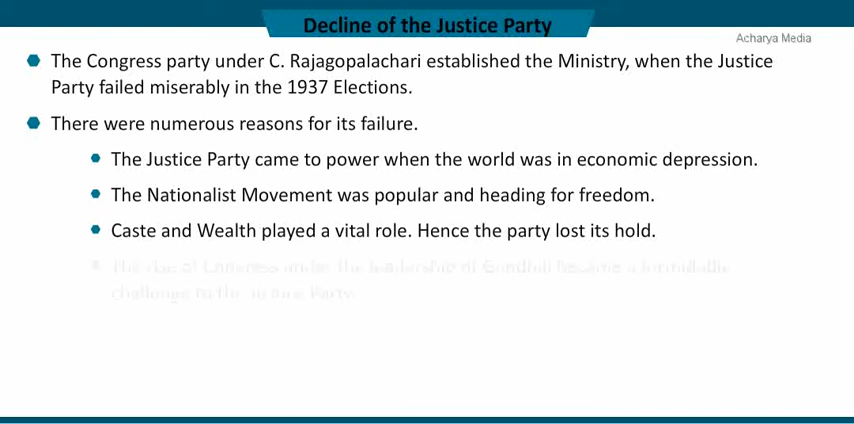 Decline of the Justice Party
Acharya Media
The Congress party under C. Rajagopalachari established the Ministry, when the Justice
Party failed miserably in the 1937 Elections.
There were numerous reasons for its failure.
The Justice Party came to power when the world was in economic depression.
The Nationalist Movement was popular and heading for freedom.
Caste and Wealth played a vital role. Hence the party lost its hold.
The rise of Congress under the leadership of Gandhiji became a formidable
challenge to the Justice Party.